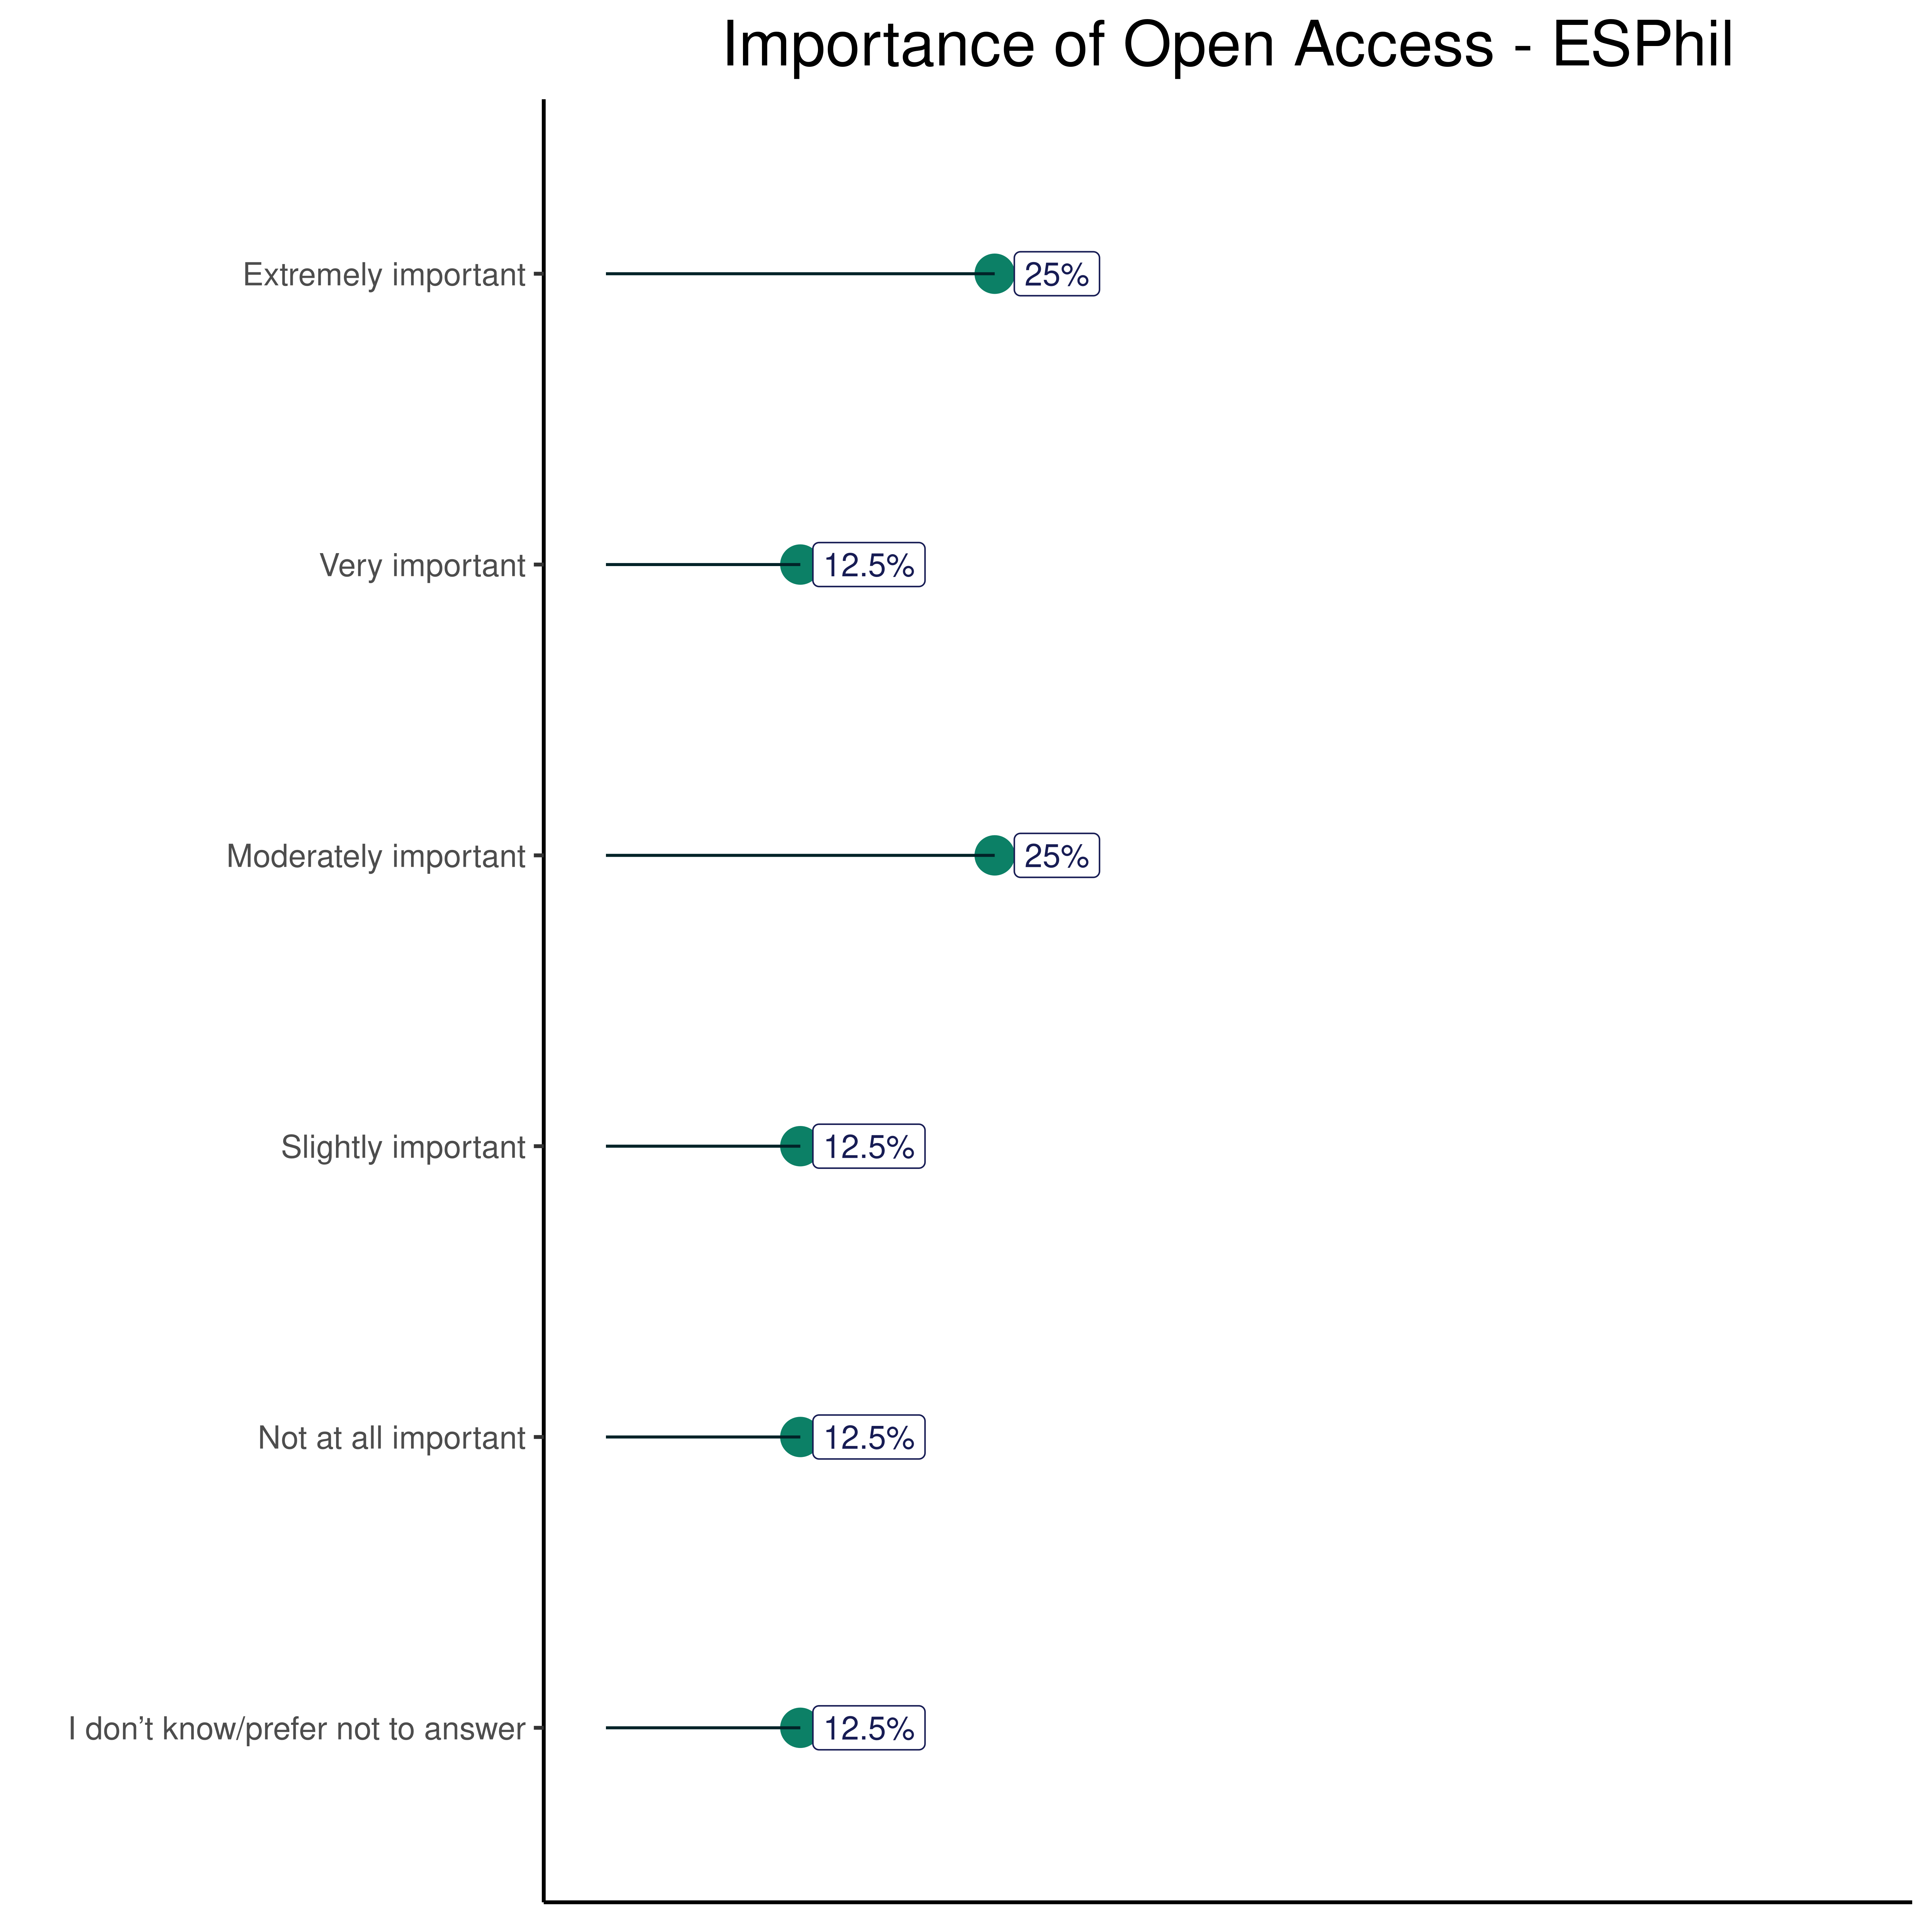 Importance of Open Access - ESPhil
Extremely important
25%
Very important
12.5%
Moderately important
25%
Slightly important
12.5%
Not at all important
12.5%
I don’t know/prefer not to answer
12.5%